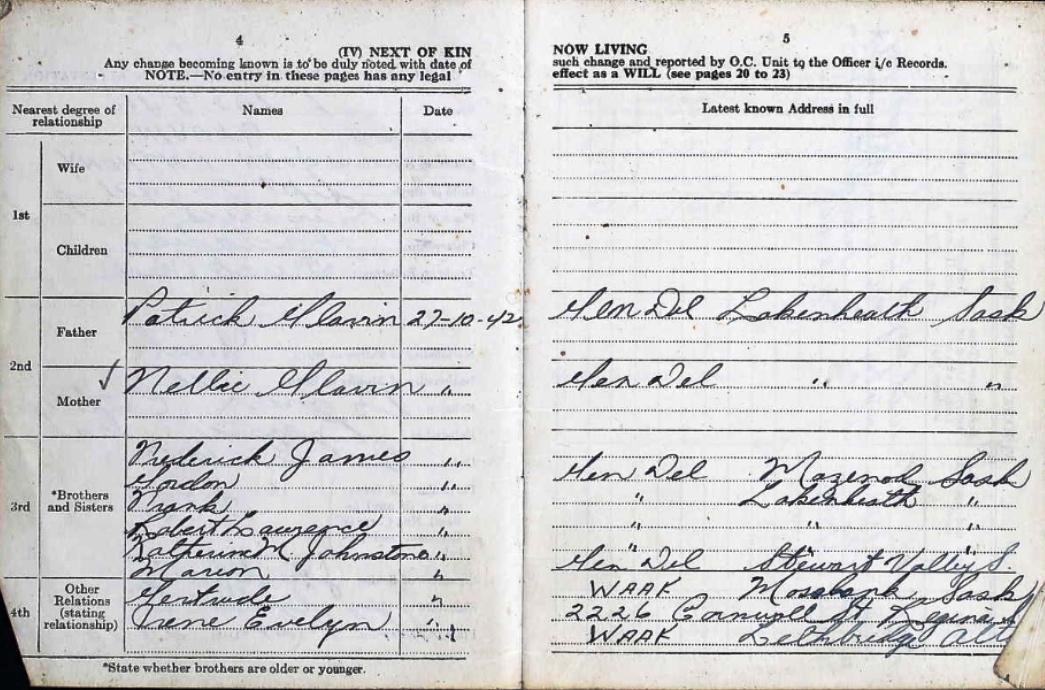 4
(IV) NEXT OF KIN
Any change becoming known is to be duly noted with date of
NOTE.—No entry in these pages has any legal
Nearest degree of relationship
Names
Date
1st
Wife
Children
2nd
Father
Patrick Glavin 27-10-42
Mother
√ Nellie Glavin "
3rd
*Brothers and Sisters
Frederick James "
Gordon "
Frank "
Robert Lawrence "
Katherine M Johnstone "
Marion "
4th
Other Relations (stating relationship)
Gertrude "
Irene Evelyn "
*State whether brothers are older or younger.
5
NOW LIVING
such change and reported by O.C. Unit to the Officer i/c Records.
effect as a WILL (see pages 20 to 23)
Latest known Address in full
Gen Del Lakenheath Sask
Gen Del " "
Gen Del Mazenod Sask
" Lakenheath "
" " "
" " "
Gen Del Stewart Valley S.
WAAF Mossbank Sask
2226 Cornwall St Regina
WAAF Lethbridge Alta